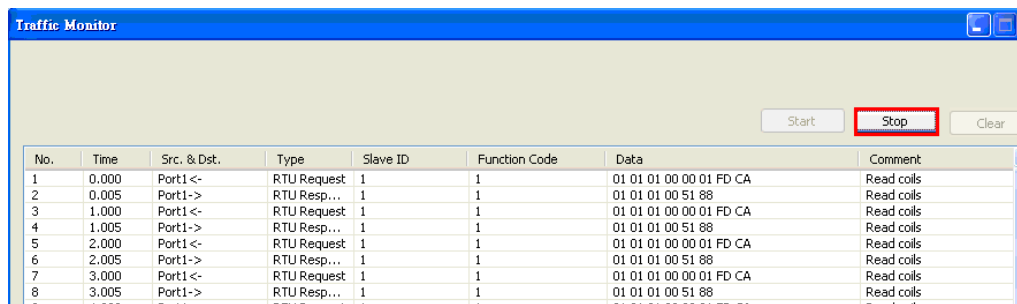 Traffic Monitor
Start Stop Clear
No. Time Src. & Dst. Type Slave ID Function Code Data Comment
1 0.000 Port1<- RTU Request 1 1 01 01 01 00 00 01 FD CA Read coils
2 0.005 Port1-> RTU Resp... 1 1 01 01 01 00 51 88 Read coils
3 1.000 Port1<- RTU Request 1 1 01 01 01 00 00 01 FD CA Read coils
4 1.005 Port1-> RTU Resp... 1 1 01 01 01 00 51 88 Read coils
5 2.000 Port1<- RTU Request 1 1 01 01 01 00 00 01 FD CA Read coils
6 2.005 Port1-> RTU Resp... 1 1 01 01 01 00 51 88 Read coils
7 3.000 Port1<- RTU Request 1 1 01 01 01 00 00 01 FD CA Read coils
8 3.005 Port1-> RTU Resp... 1 1 01 01 01 00 51 88 Read coils